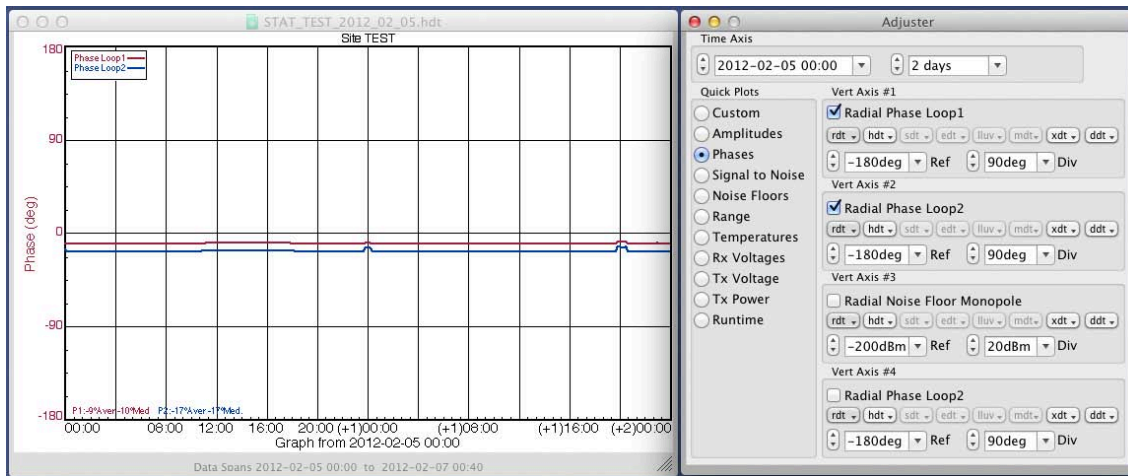 STAT_TEST_2012_02_05.hdt
Site TEST
180
Phase Loop1
Phase Loop2
90
0
-90
-180
Phase (deg)
P1:-9°Aver -10°Med P2:-17°Aver -17°Med.
00:00 08:00 12:00 16:00 20:00 (+1)00:00 (+1)08:00 (+1)16:00 (+2)00:00
Graph from 2012-02-05 00:00
Data Spans 2012-02-05 00:00 to 2012-02-07 00:40
Adjuster
Time Axis
2012-02-05 00:00 2 days
Quick Plots
Custom
Amplitudes
Phases
Signal to Noise
Noise Floors
Range
Temperatures
Rx Voltages
Tx Voltage
Tx Power
Runtime
Vert Axis #1
Radial Phase Loop1
rdt hdt sdt edt lluv mdt xdt ddt
-180deg Ref 90deg Div
Vert Axis #2
Radial Phase Loop2
rdt hdt sdt edt lluv mdt xdt ddt
-180deg Ref 90deg Div
Vert Axis #3
Radial Noise Floor Monopole
rdt hdt sdt edt lluv mdt xdt ddt
-200dBm Ref 20dBm Div
Vert Axis #4
Radial Phase Loop2
rdt hdt sdt edt lluv mdt xdt ddt
-180deg Ref 90deg Div